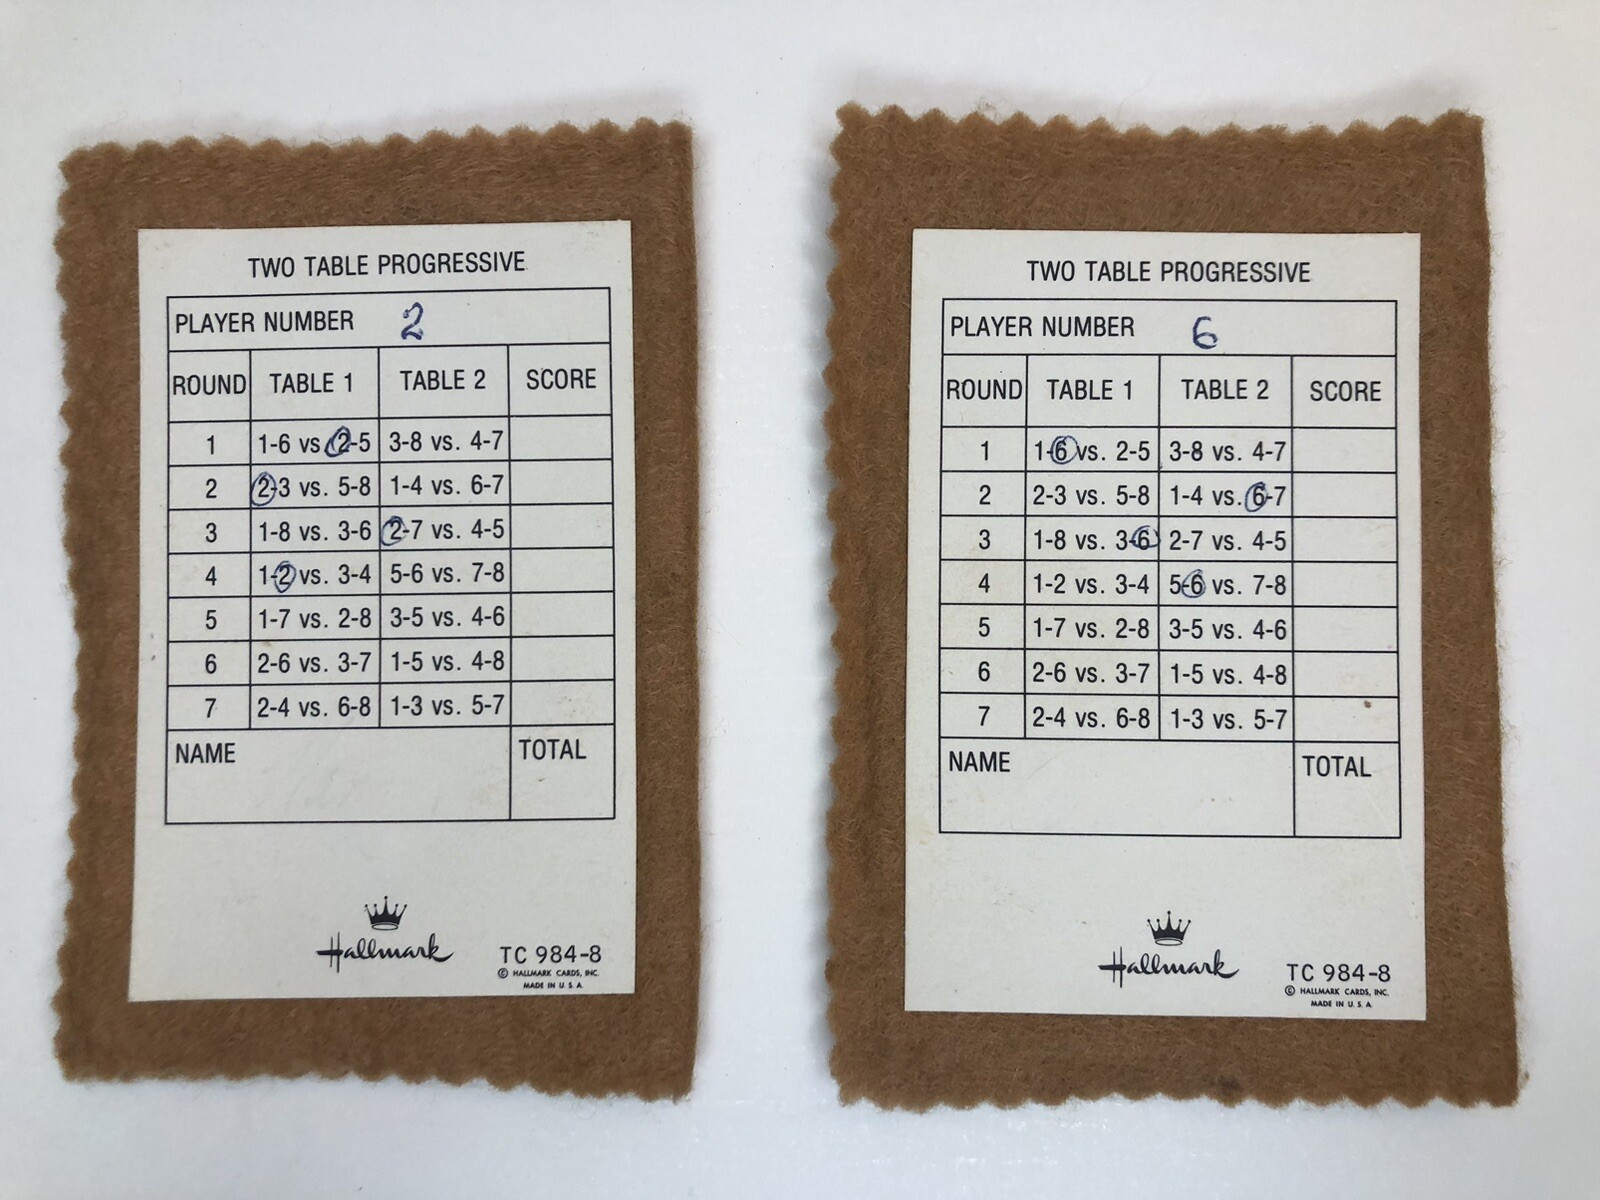 TWO TABLE PROGRESSIVE
PLAYER NUMBER 2
ROUND TABLE 1 TABLE 2 SCORE
1 1-6 vs. 2-5 3-8 vs. 4-7
2 2-3 vs. 5-8 1-4 vs. 6-7
3 1-8 vs. 3-6 2-7 vs. 4-5
4 1-2 vs. 3-4 5-6 vs. 7-8
5 1-7 vs. 2-8 3-5 vs. 4-6
6 2-6 vs. 3-7 1-5 vs. 4-8
7 2-4 vs. 6-8 1-3 vs. 5-7
NAME TOTAL
Hallmark TC 984-8
© HALLMARK CARDS, INC.
MADE IN U.S.A.
TWO TABLE PROGRESSIVE
PLAYER NUMBER 6
ROUND TABLE 1 TABLE 2 SCORE
1 1-6 vs. 2-5 3-8 vs. 4-7
2 2-3 vs. 5-8 1-4 vs. 6-7
3 1-8 vs. 3-6 2-7 vs. 4-5
4 1-2 vs. 3-4 5-6 vs. 7-8
5 1-7 vs. 2-8 3-5 vs. 4-6
6 2-6 vs. 3-7 1-5 vs. 4-8
7 2-4 vs. 6-8 1-3 vs. 5-7
NAME TOTAL
Hallmark TC 984-8
© HALLMARK CARDS, INC.
MADE IN U.S.A.